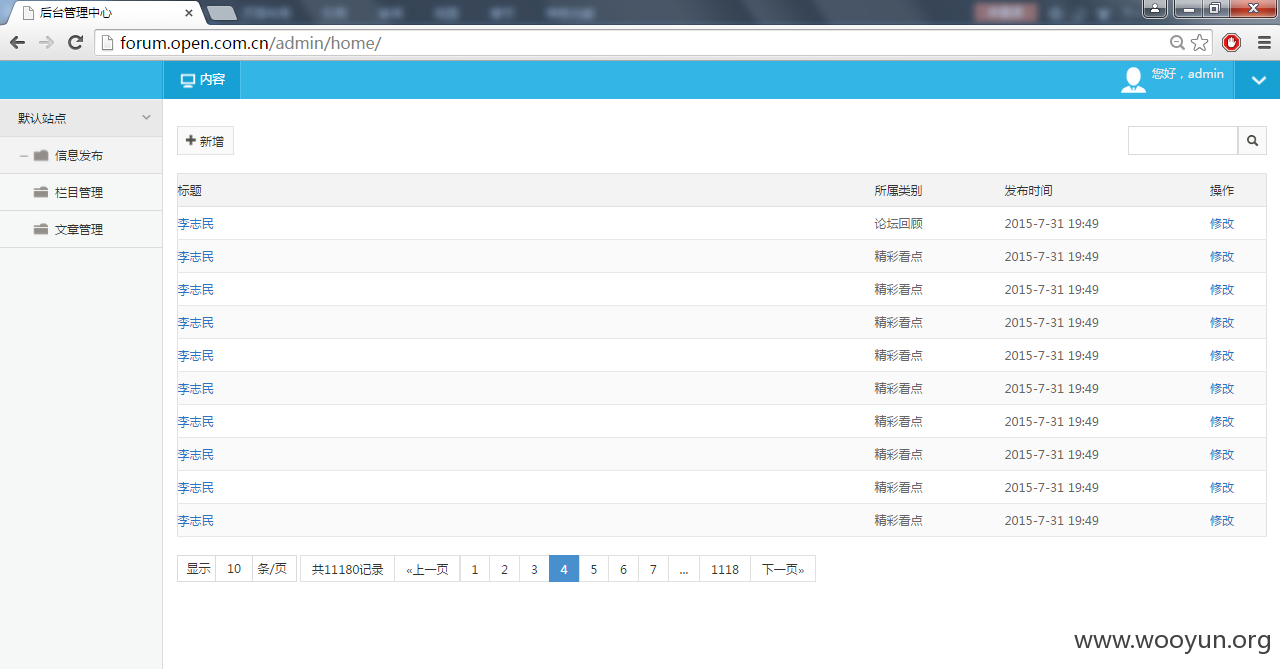 后台管理中心
forum.open.com.cn/admin/home/
内容
您好，admin
默认站点
信息发布
栏目管理
文章管理
新增
标题 所属类别 发布时间 操作
李志民 论坛回顾 2015-7-31 19:49 修改
李志民 精彩看点 2015-7-31 19:49 修改
李志民 精彩看点 2015-7-31 19:49 修改
李志民 精彩看点 2015-7-31 19:49 修改
李志民 精彩看点 2015-7-31 19:49 修改
李志民 精彩看点 2015-7-31 19:49 修改
李志民 精彩看点 2015-7-31 19:49 修改
李志民 精彩看点 2015-7-31 19:49 修改
李志民 精彩看点 2015-7-31 19:49 修改
李志民 精彩看点 2015-7-31 19:49 修改
显示 10 条/页 共11180记录 «上一页 1 2 3 4 5 6 7 ... 1118 下一页»
www.wooyun.org